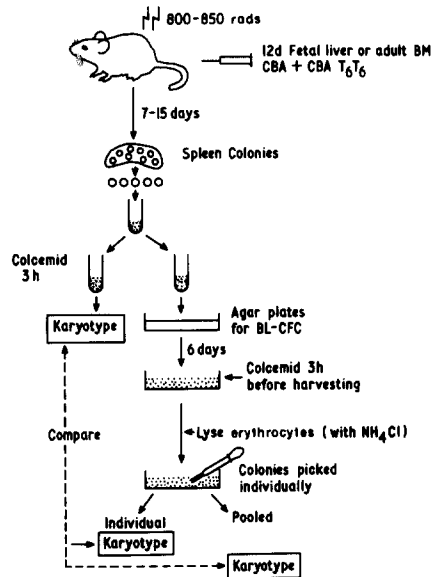 800-850 rads
12d Fetal liver or adult BM
CBA + CBA T6T6
7-15 days
Spleen Colonies
Colcemid
3h
Karyotype
Agar plates
for BL-CFC
6 days
Colcemid 3h
before harvesting
Compare
Lyse erythrocytes (with NH4Cl)
Colonies picked
individually
Individual
Pooled
Karyotype
Karyotype